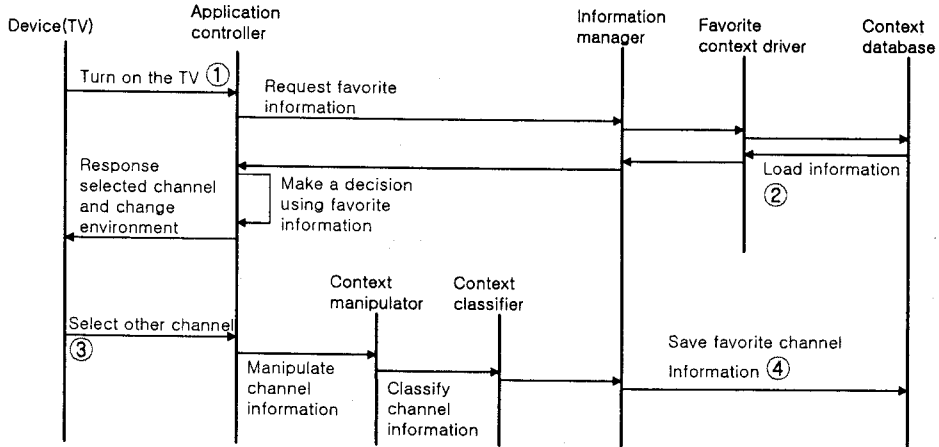 Device(TV)
Application
controller
Information
manager
Favorite
context driver
Context
database
Turn on the TV ①
Request favorite
information
Load information
②
Response
selected channel
and change
environment
Make a decision
using favorite
information
Context
manipulator
Context
classifier
Select other channel
③
Manipulate
channel
information
Classify
channel
information
Save favorite channel
Information ④